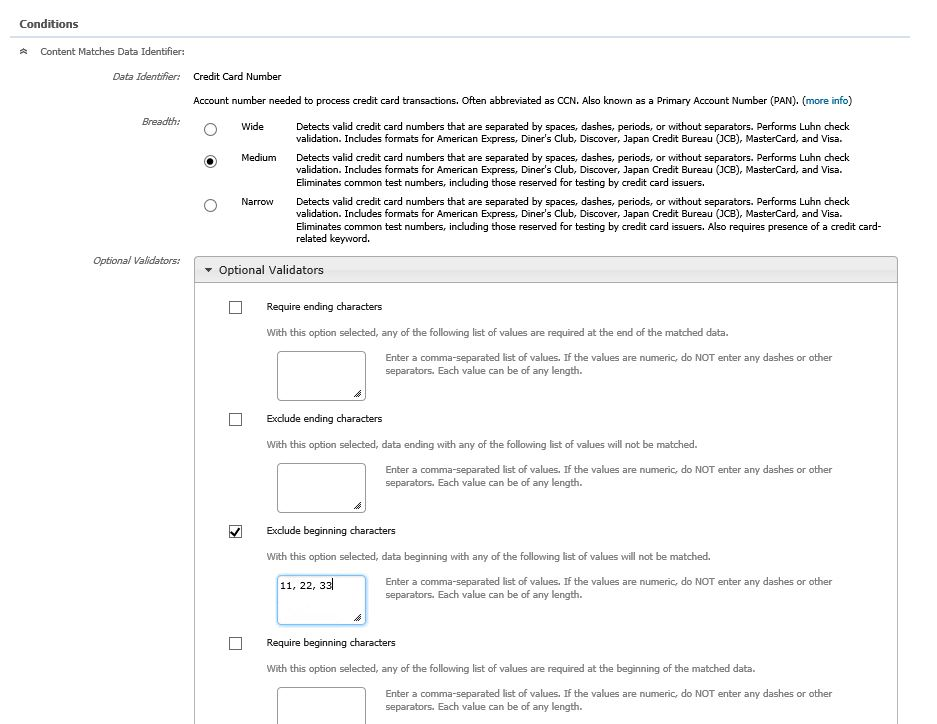 Conditions
Content Matches Data Identifier:
Data Identifier: Credit Card Number
Account number needed to process credit card transactions. Often abbreviated as CCN. Also known as a Primary Account Number (PAN). (more info)
Breadth:
Wide Detects valid credit card numbers that are separated by spaces, dashes, periods, or without separators. Performs Luhn check
validation. Includes formats for American Express, Diner's Club, Discover, Japan Credit Bureau (JCB), MasterCard, and Visa.
Medium Detects valid credit card numbers that are separated by spaces, dashes, periods, or without separators. Performs Luhn check
validation. Includes formats for American Express, Diner's Club, Discover, Japan Credit Bureau (JCB), MasterCard, and Visa.
Eliminates common test numbers, including those reserved for testing by credit card issuers.
Narrow Detects valid credit card numbers that are separated by spaces, dashes, periods, or without separators. Performs Luhn check
validation. Includes formats for American Express, Diner's Club, Discover, Japan Credit Bureau (JCB), MasterCard, and Visa.
Eliminates common test numbers, including those reserved for testing by credit card issuers. Also requires presence of a credit card-
related keyword.
Optional Validators:
Optional Validators
Require ending characters
With this option selected, any of the following list of values are required at the end of the matched data.
Enter a comma-separated list of values. If the values are numeric, do NOT enter any dashes or other
separators. Each value can be of any length.
Exclude ending characters
With this option selected, data ending with any of the following list of values will not be matched.
Enter a comma-separated list of values. If the values are numeric, do NOT enter any dashes or other
separators. Each value can be of any length.
Exclude beginning characters
With this option selected, data beginning with any of the following list of values will not be matched.
11, 22, 33
Enter a comma-separated list of values. If the values are numeric, do NOT enter any dashes or other
separators. Each value can be of any length.
Require beginning characters
With this option selected, any of the following list of values are required at the beginning of the matched data.
Enter a comma-separated list of values. If the values are numeric, do NOT enter any dashes or other
separators. Each value can be of any length.